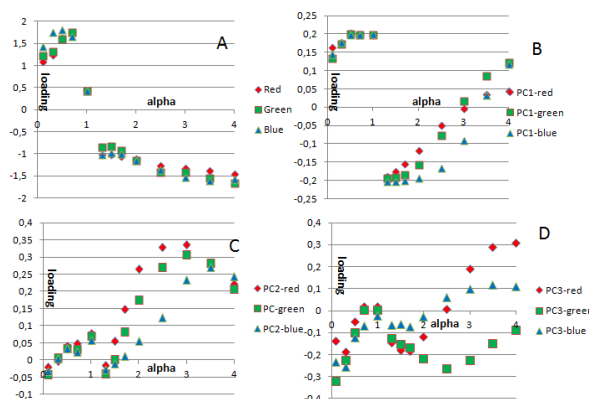 2
1,5
1
0,5
0
-0,5
-1
-1,5
-2
0 1 2 3 4
loading
alpha
A
Red
Green
Blue
0,25
0,2
0,15
0,1
0,05
0
-0,05
-0,1
-0,15
-0,2
-0,25
0 1 2 3 4
loading
alpha
B
PC1-red
PC1-green
PC1-blue
0,35
0,3
0,25
0,2
0,15
0,1
0,05
0
-0,05
-0,1
0 1 2 3 4
loading
alpha
C
PC2-red
PC-green
PC2-blue
0,4
0,3
0,2
0,1
0
-0,1
-0,2
-0,3
-0,4
0 1 2 3 4
loading
alpha
D
PC3-red
PC3-green
PC3-blue